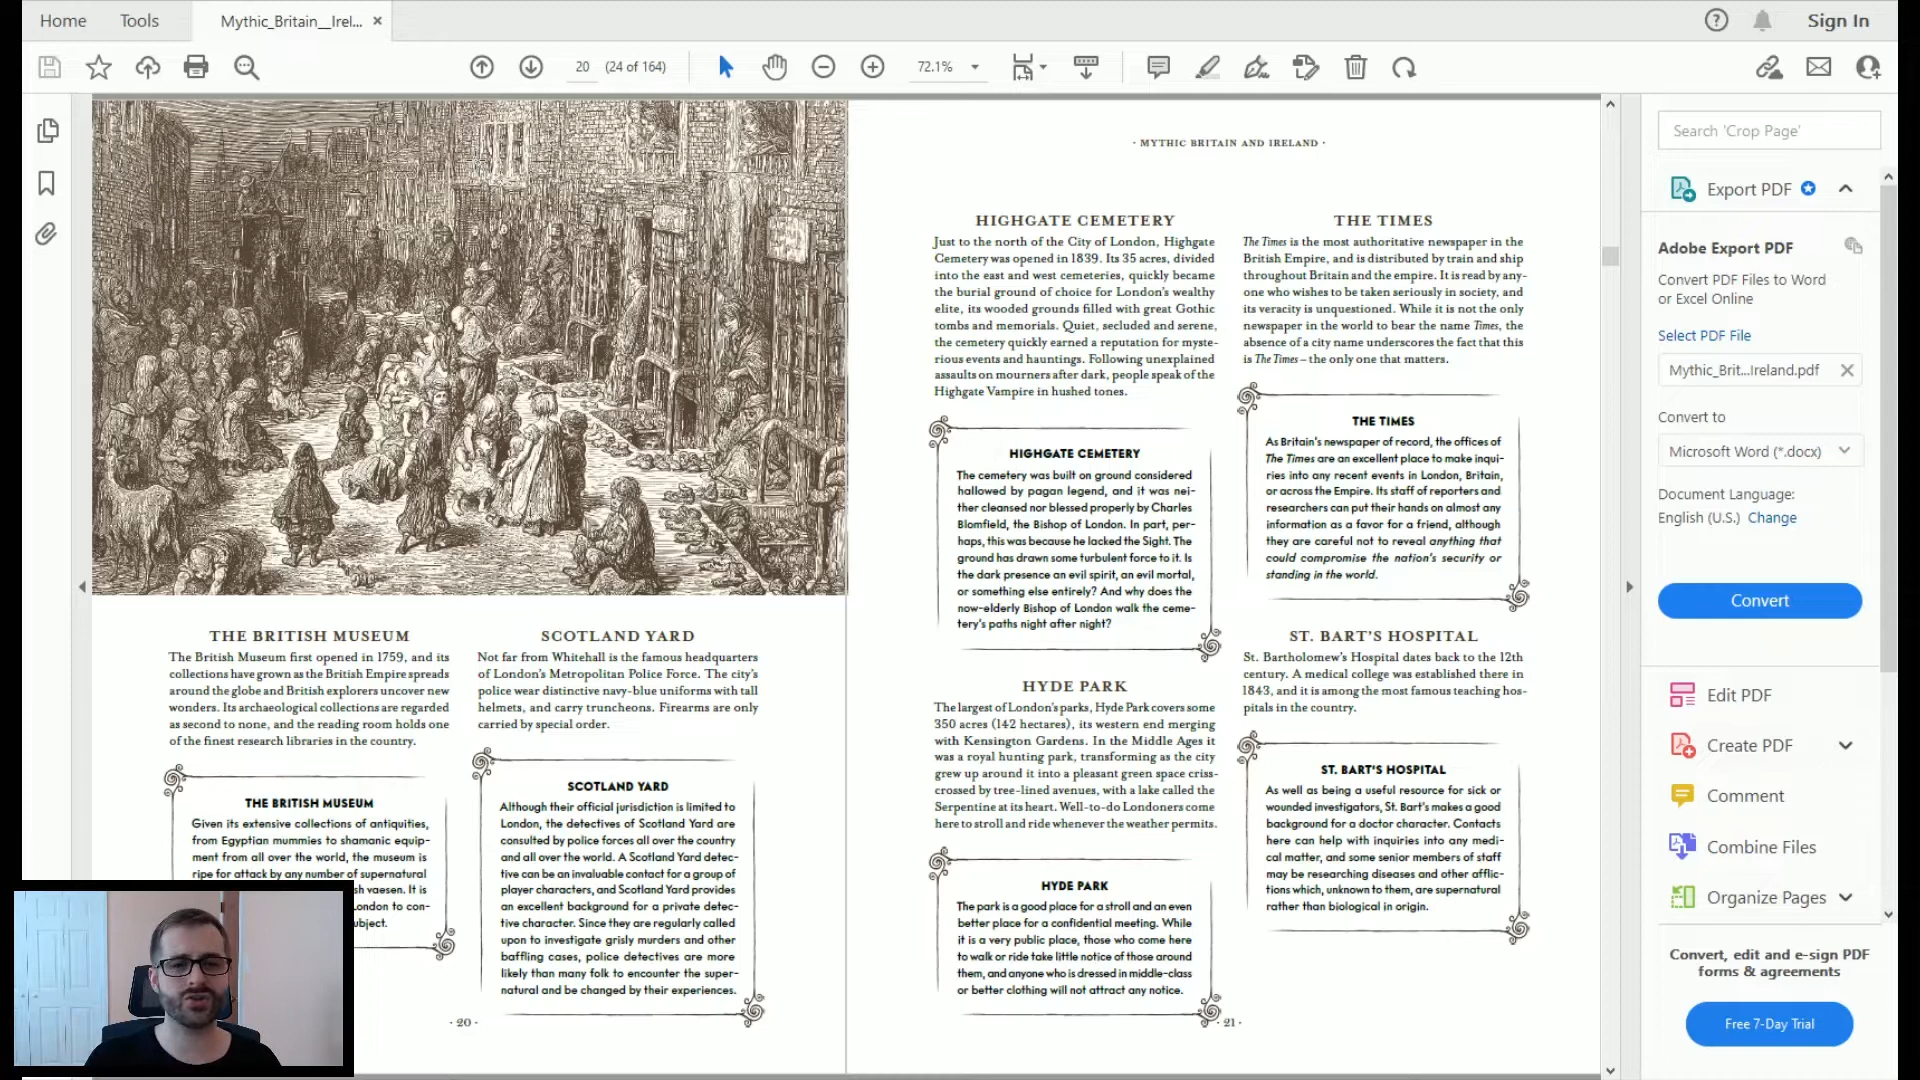 Home
Tools
Mythic_Britain__Irel...
Sign In
20
(24 of 164)
72.1%
THE BRITISH MUSEUM
The British Museum first opened in 1759, and its
collections have grown as the British Empire spreads
around the globe and British explorers uncover new
wonders. Its archaeological collections are regarded
as second to none, and the reading room holds one
of the finest research libraries in the country.
THE BRITISH MUSEUM
Given its extensive collections of antiquities,
from Egyptian mummies to shamanic equip-
ment from all over the world, the museum is
ripe for attack by any number of supernatural
sh vaesen. It is
ondon to con-
ubject.
SCOTLAND YARD
Not far from Whitehall is the famous headquarters
of London's Metropolitan Police Force. The city's
police wear distinctive navy-blue uniforms with tall
helmets, and carry truncheons. Firearms are only
carried by special order.
SCOTLAND YARD
Although their official jurisdiction is limited to
London, the detectives of Scotland Yard are
consulted by police forces all over the country
and all over the world. A Scotland Yard detec-
tive can be an invaluable contact for a group of
player characters, and Scotland Yard provides
an excellent background for a private detec-
tive character. Since they are regularly called
upon to investigate grisly murders and other
baffling cases, police detectives are more
likely than many folk to encounter the super-
natural and be changed by their experiences.
· 20 ·
· MYTHIC BRITAIN AND IRELAND ·
HIGHGATE CEMETERY
Just to the north of the City of London, Highgate
Cemetery was opened in 1839. Its 35 acres, divided
into the east and west cemeteries, quickly became
the burial ground of choice for London's wealthy
elite, its wooded grounds filled with great Gothic
tombs and memorials. Quiet, secluded and serene,
the cemetery quickly earned a reputation for myste-
rious events and hauntings. Following unexplained
assaults on mourners after dark, people speak of the
Highgate Vampire in hushed tones.
HIGHGATE CEMETERY
The cemetery was built on ground considered
hallowed by pagan legend, and it was nei-
ther cleansed nor blessed properly by Charles
Blomfield, the Bishop of London. In part, per-
haps, this was because he lacked the Sight. The
ground has drawn some turbulent force to it. Is
the dark presence an evil spirit, an evil mortal,
or something else entirely? And why does the
now-elderly Bishop of London walk the ceme-
tery's paths night after night?
HYDE PARK
The largest of London's parks, Hyde Park covers some
350 acres (142 hectares), its western end merging
with Kensington Gardens. In the Middle Ages it
was a royal hunting park, transforming as the city
grew up around it into a pleasant green space criss-
crossed by tree-lined avenues, with a lake called the
Serpentine at its heart. Well-to-do Londoners come
here to stroll and ride whenever the weather permits.
HYDE PARK
The park is a good place for a stroll and an even
better place for a confidential meeting. While
it is a very public place, those who come here
to walk or ride take little notice of those around
them, and anyone who is dressed in middle-class
or better clothing will not attract any notice.
THE TIMES
The Times is the most authoritative newspaper in the
British Empire, and is distributed by train and ship
throughout Britain and the empire. It is read by any-
one who wishes to be taken seriously in society, and
its veracity is unquestioned. While it is not the only
newspaper in the world to bear the name Times, the
absence of a city name underscores the fact that this
is The Times – the only one that matters.
THE TIMES
As Britain's newspaper of record, the offices of
The Times are an excellent place to make inqui-
ries into any recent events in London, Britain,
or across the Empire. Its staff of reporters and
researchers can put their hands on almost any
information as a favor for a friend, although
they are careful not to reveal anything that
could compromise the nation's security or
standing in the world.
ST. BART'S HOSPITAL
St. Bartholomew's Hospital dates back to the 12th
century. A medical college was established there in
1843, and it is among the most famous teaching hos-
pitals in the country.
ST. BART'S HOSPITAL
As well as being a useful resource for sick or
wounded investigators, St. Bart's makes a good
background for a doctor character. Contacts
here can help with inquiries into any medi-
cal matter, and some senior members of staff
may be researching diseases and other afflic-
tions which, unknown to them, are supernatural
rather than biological in origin.
· 21 ·
Search 'Crop Page'
Export PDF
Adobe Export PDF
Convert PDF Files to Word
or Excel Online
Select PDF File
Mythic_Brit...Ireland.pdf
Convert to
Microsoft Word (*.docx)
Document Language:
English (U.S.) Change
Convert
Edit PDF
Create PDF
Comment
Combine Files
Organize Pages
Convert, edit and e-sign PDF
forms & agreements
Free 7-Day Trial